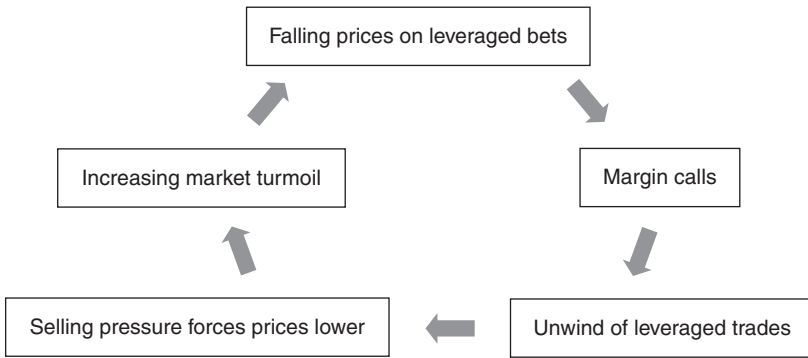 Falling prices on leveraged bets
Increasing market turmoil
Margin calls
Selling pressure forces prices lower
Unwind of leveraged trades